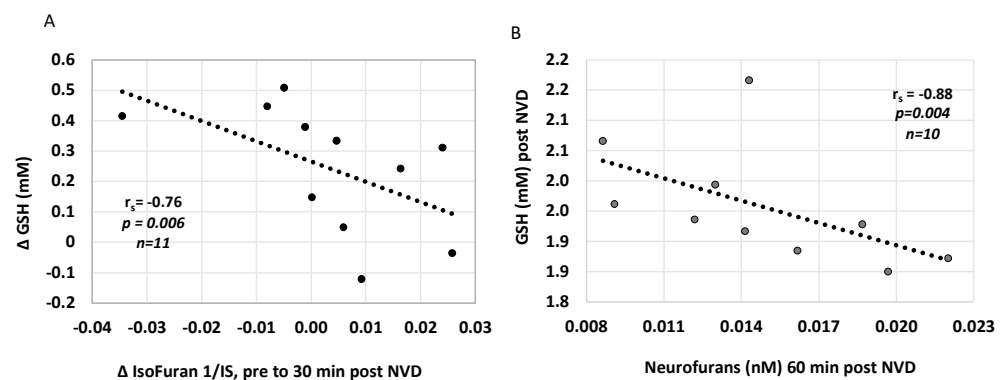 A
0.6
0.5
0.4
0.3
0.2
0.1
0
-0.1
-0.2
Δ GSH (mM)
rs= -0.76
p = 0.006
n=11
-0.04 -0.03 -0.01 0.00 0.01 0.03
Δ IsoFuran 1/IS, pre to 30 min post NVD
B
2.2
2.2
2.1
2.1
2.0
2.0
1.9
1.9
1.8
GSH (mM) post NVD
rs = -0.88
p=0.004
n=10
0.008 0.011 0.014 0.017 0.020 0.023
Neurofurans (nM) 60 min post NVD